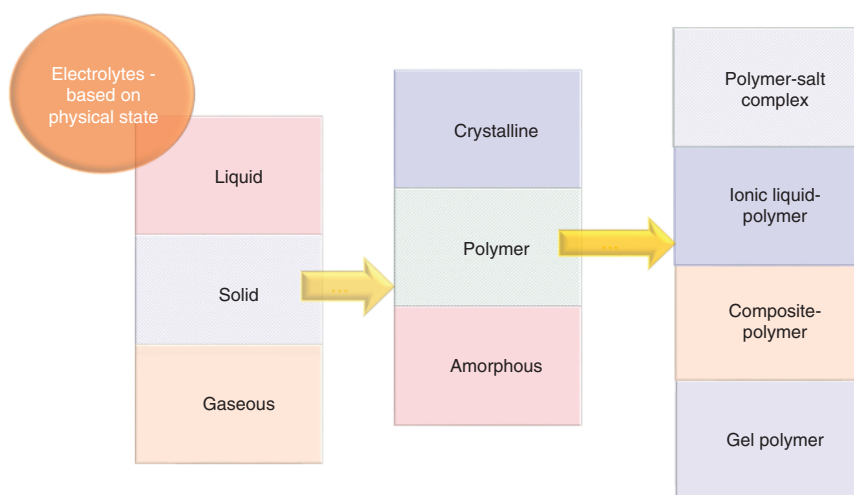 Electrolytes -
based on
physical state
Liquid
Solid
Gaseous
...
Crystalline
Polymer
Amorphous
...
Polymer-salt
complex
Ionic liquid-
polymer
Composite-
polymer
Gel polymer